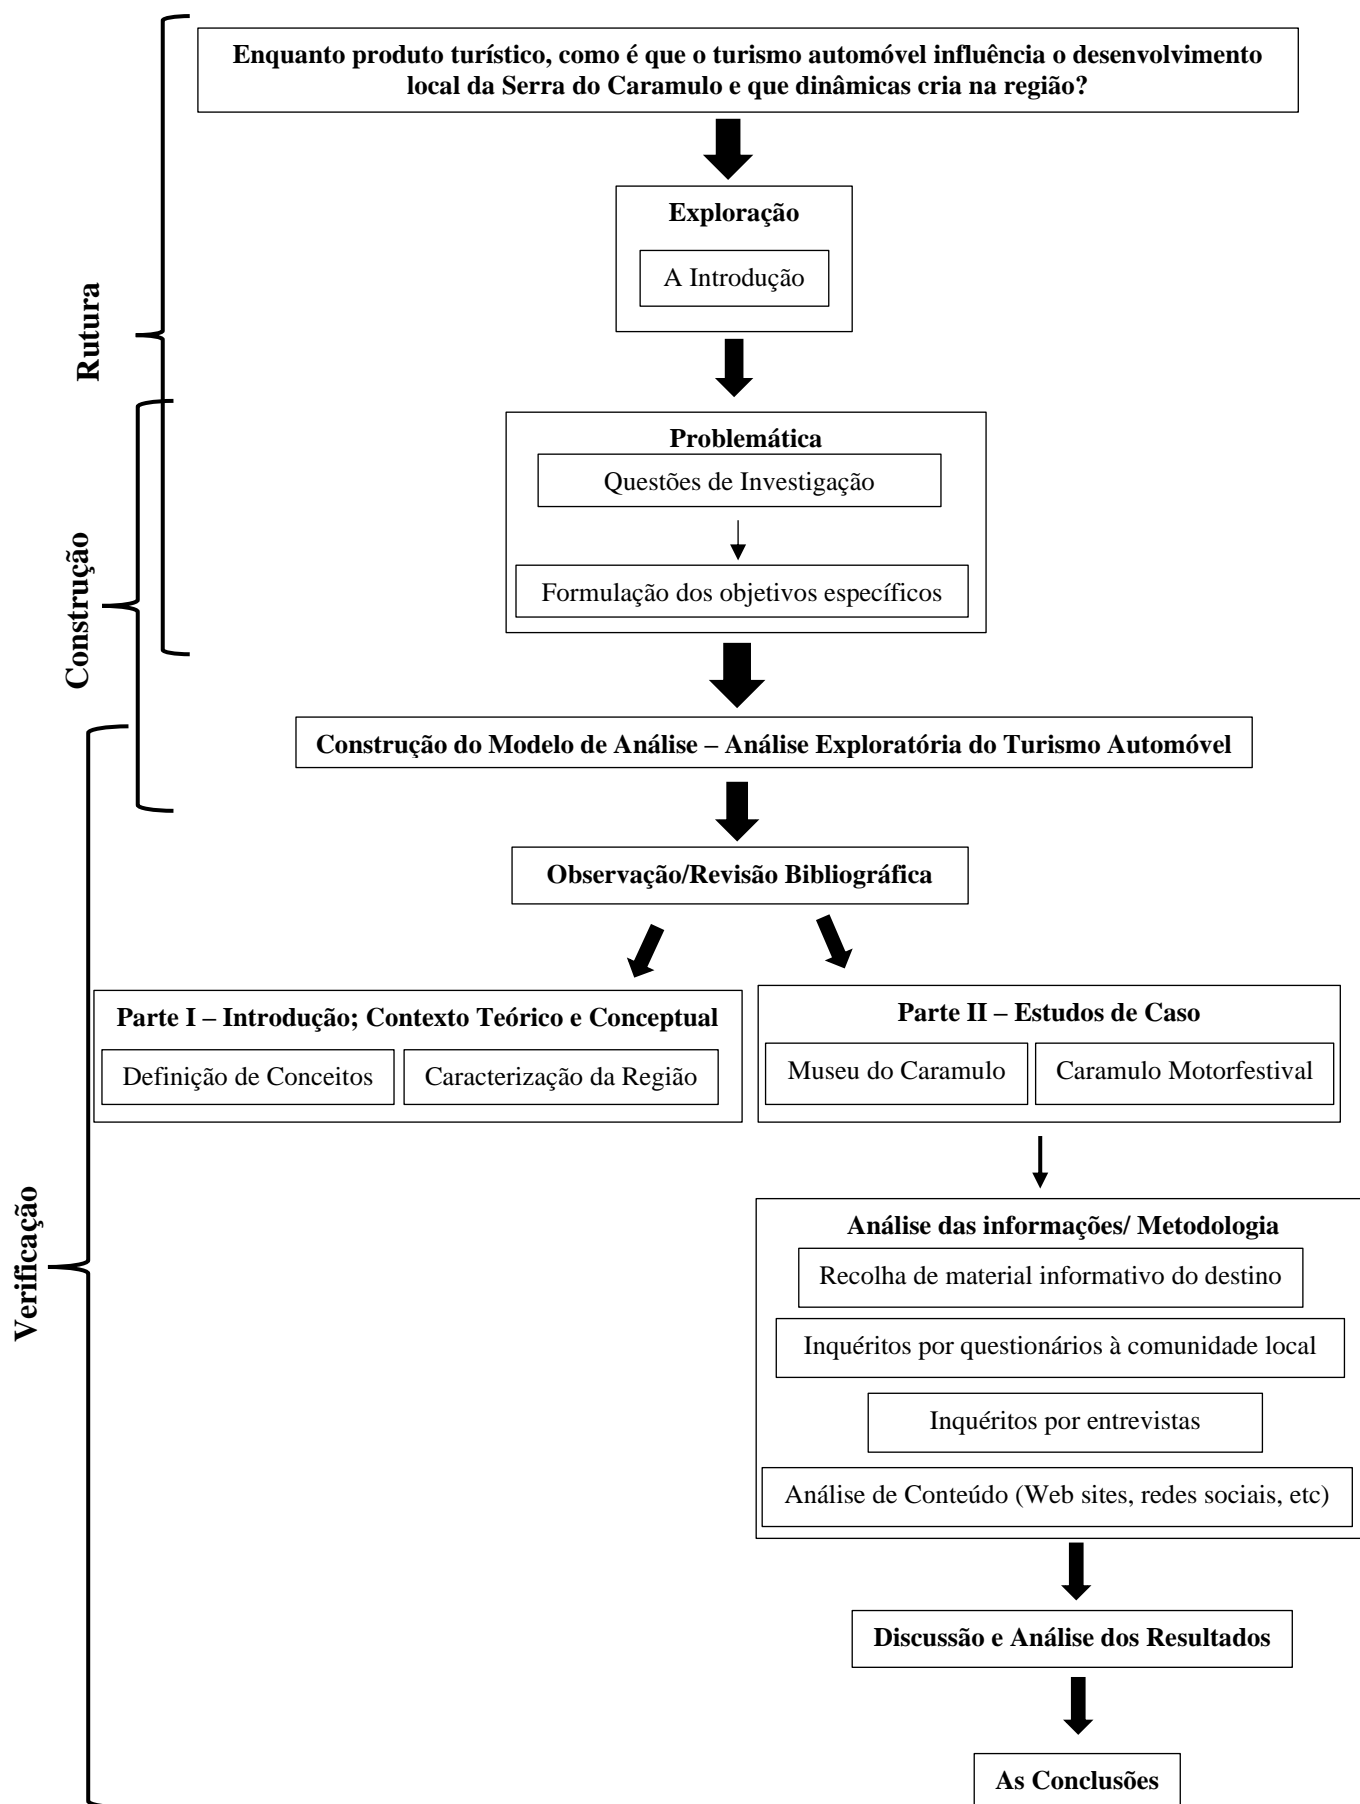 Enquanto produto turístico, como é que o turismo automóvel influência o desenvolvimento
local da Serra do Caramulo e que dinâmicas cria na região?
Exploração
A Introdução
Rutura
Problemática
Questões de Investigação
Formulação dos objetivos específicos
Construção
Construção do Modelo de Análise – Análise Exploratória do Turismo Automóvel
Observação/Revisão Bibliográfica
Parte I – Introdução; Contexto Teórico e Conceptual
Definição de Conceitos
Caracterização da Região
Parte II – Estudos de Caso
Museu do Caramulo
Caramulo Motorfestival
Verificação
Análise das informações/ Metodologia
Recolha de material informativo do destino
Inquéritos por questionários à comunidade local
Inquéritos por entrevistas
Análise de Conteúdo (Web sites, redes sociais, etc)
Discussão e Análise dos Resultados
As Conclusões